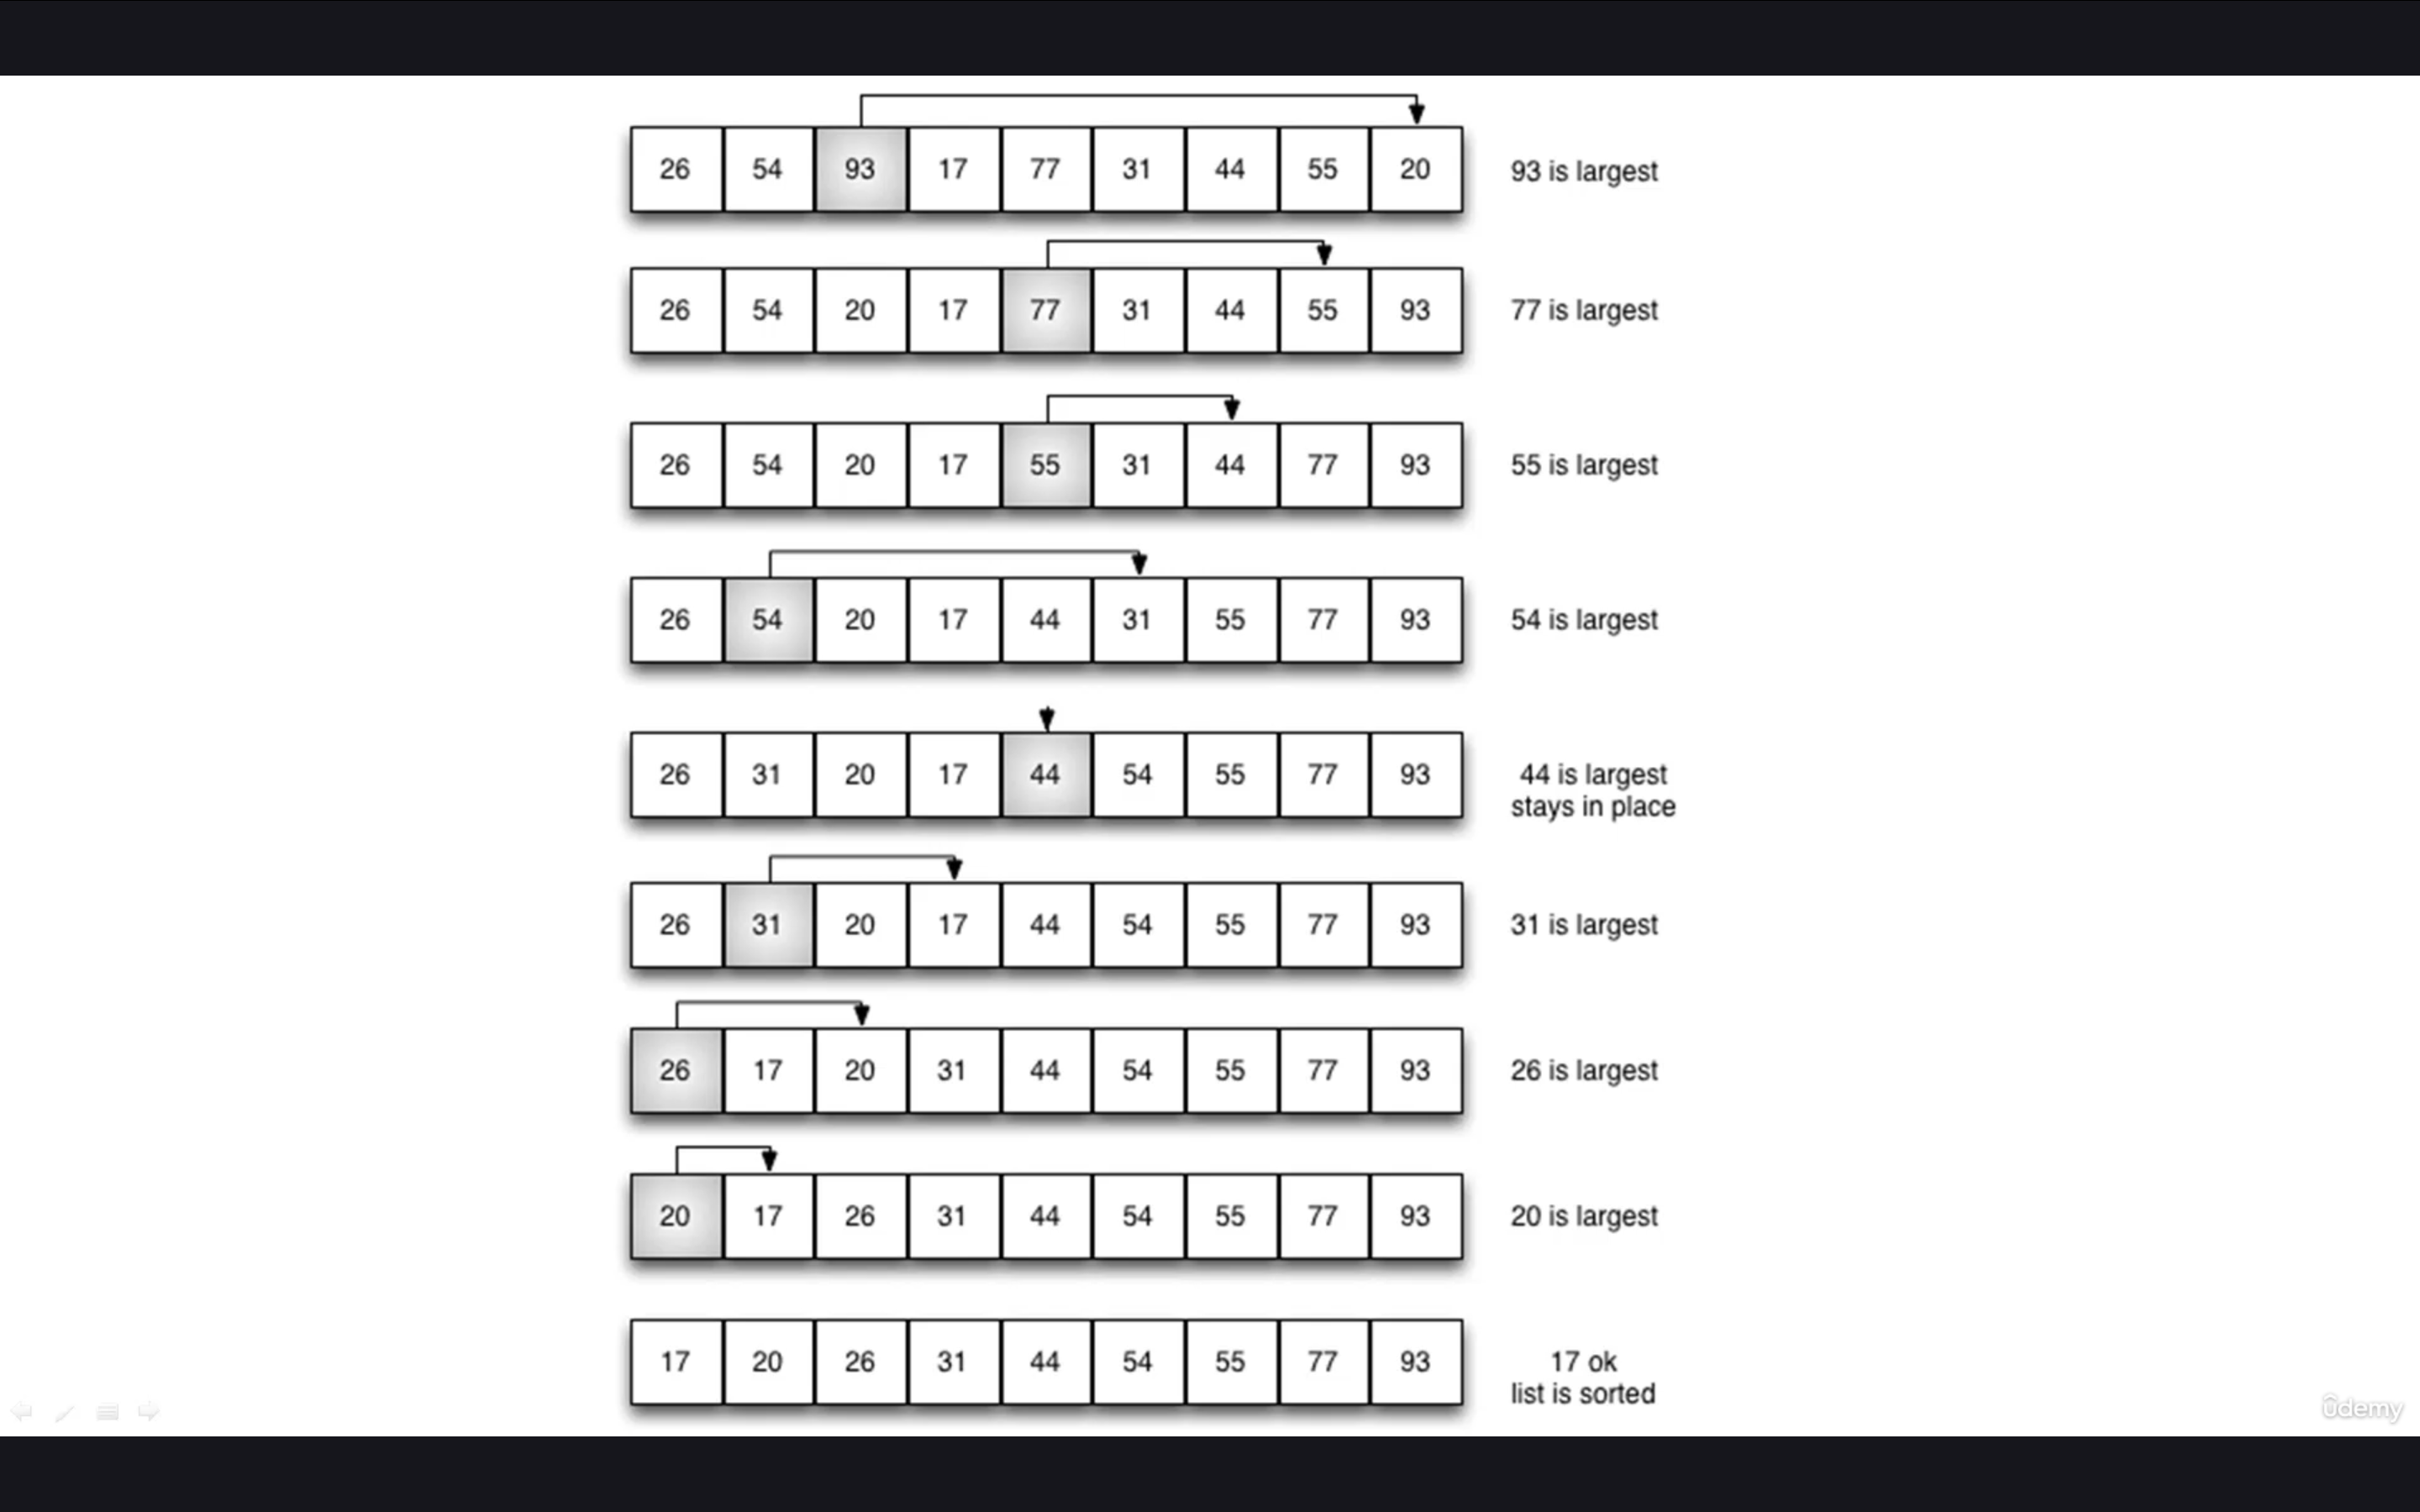 26 54 93 17 77 31 44 55 20 93 is largest
26 54 20 17 77 31 44 55 93 77 is largest
26 54 20 17 55 31 44 77 93 55 is largest
26 54 20 17 44 31 55 77 93 54 is largest
26 31 20 17 44 54 55 77 93 44 is largest
stays in place
26 31 20 17 44 54 55 77 93 31 is largest
26 17 20 31 44 54 55 77 93 26 is largest
20 17 26 31 44 54 55 77 93 20 is largest
17 20 26 31 44 54 55 77 93 17 ok
list is sorted
ûdemy